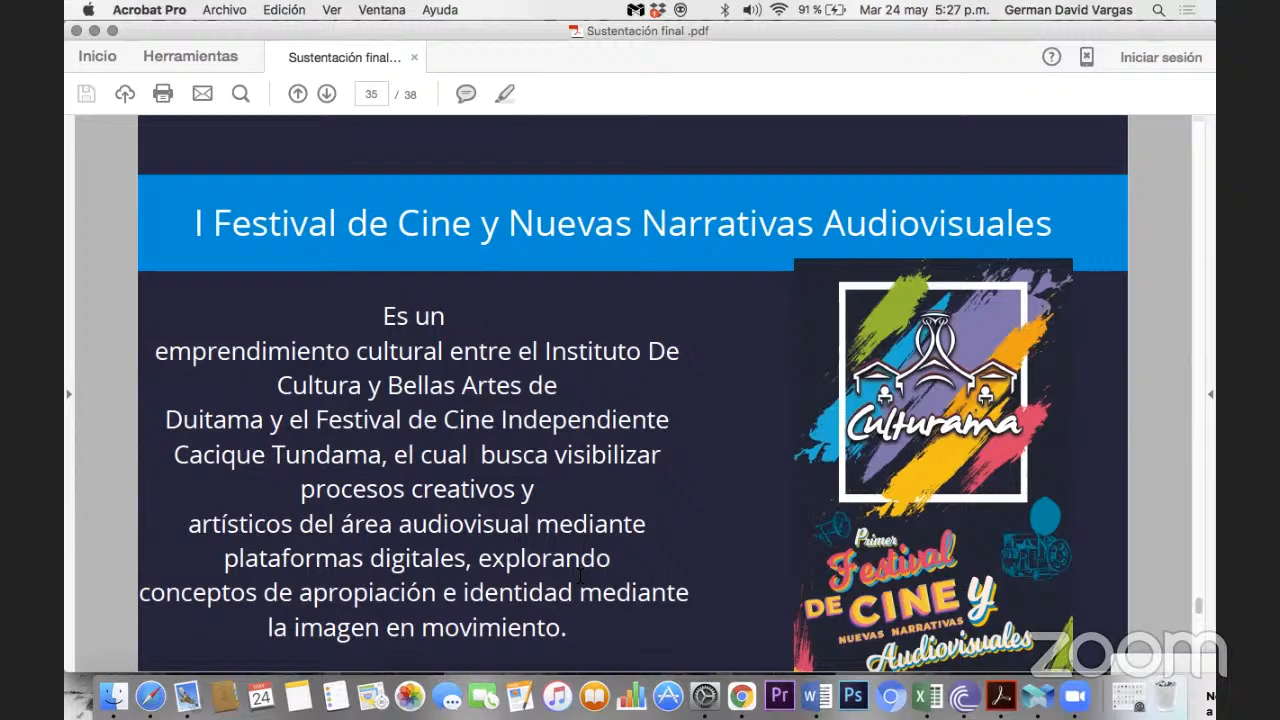 Acrobat Pro Archivo Edición Ver Ventana Ayuda 91 % Mar 24 may 5:27 p.m. German David Vargas
Sustentación final .pdf
Inicio Herramientas Sustentación final... × Iniciar sesión
35 / 38
I Festival de Cine y Nuevas Narrativas Audiovisuales
Es un
emprendimiento cultural entre el Instituto De
Cultura y Bellas Artes de
Duitama y el Festival de Cine Independiente
Cacique Tundama, el cual busca visibilizar
procesos creativos y
artísticos del área audiovisual mediante
plataformas digitales, explorando
conceptos de apropiación e identidad mediante
la imagen en movimiento.
Culturama
Primer
Festival
DE CINE y
NUEVAS NARRATIVAS
Audiovisuales
zoom
MAY
24
Pr W Ps X